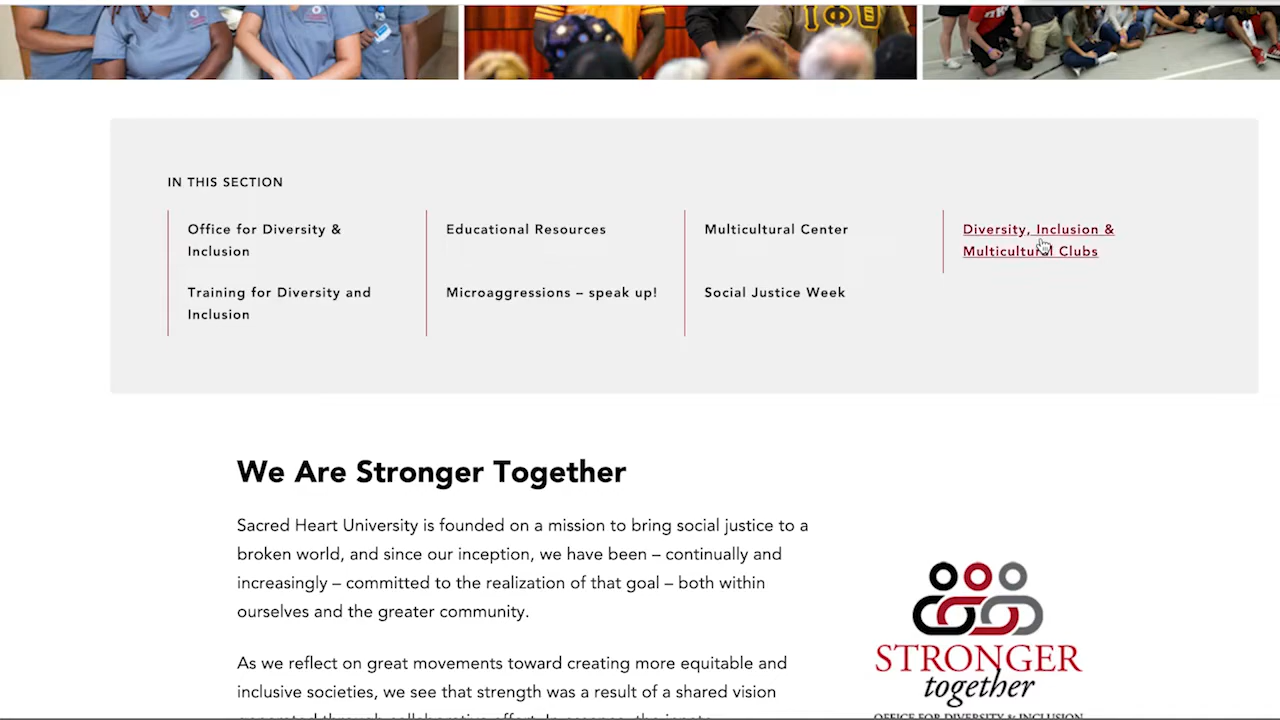 ΙΦΘ
IN THIS SECTION
Office for Diversity &
Inclusion
Training for Diversity and
Inclusion
Educational Resources
Microaggressions – speak up!
Multicultural Center
Social Justice Week
Diversity, Inclusion &
Multicultural Clubs
We Are Stronger Together
Sacred Heart University is founded on a mission to bring social justice to a
broken world, and since our inception, we have been – continually and
increasingly – committed to the realization of that goal – both within
ourselves and the greater community.
As we reflect on great movements toward creating more equitable and
inclusive societies, we see that strength was a result of a shared vision
STRONGER
together
OFFICE FOR DIVERSITY & INCLUSION